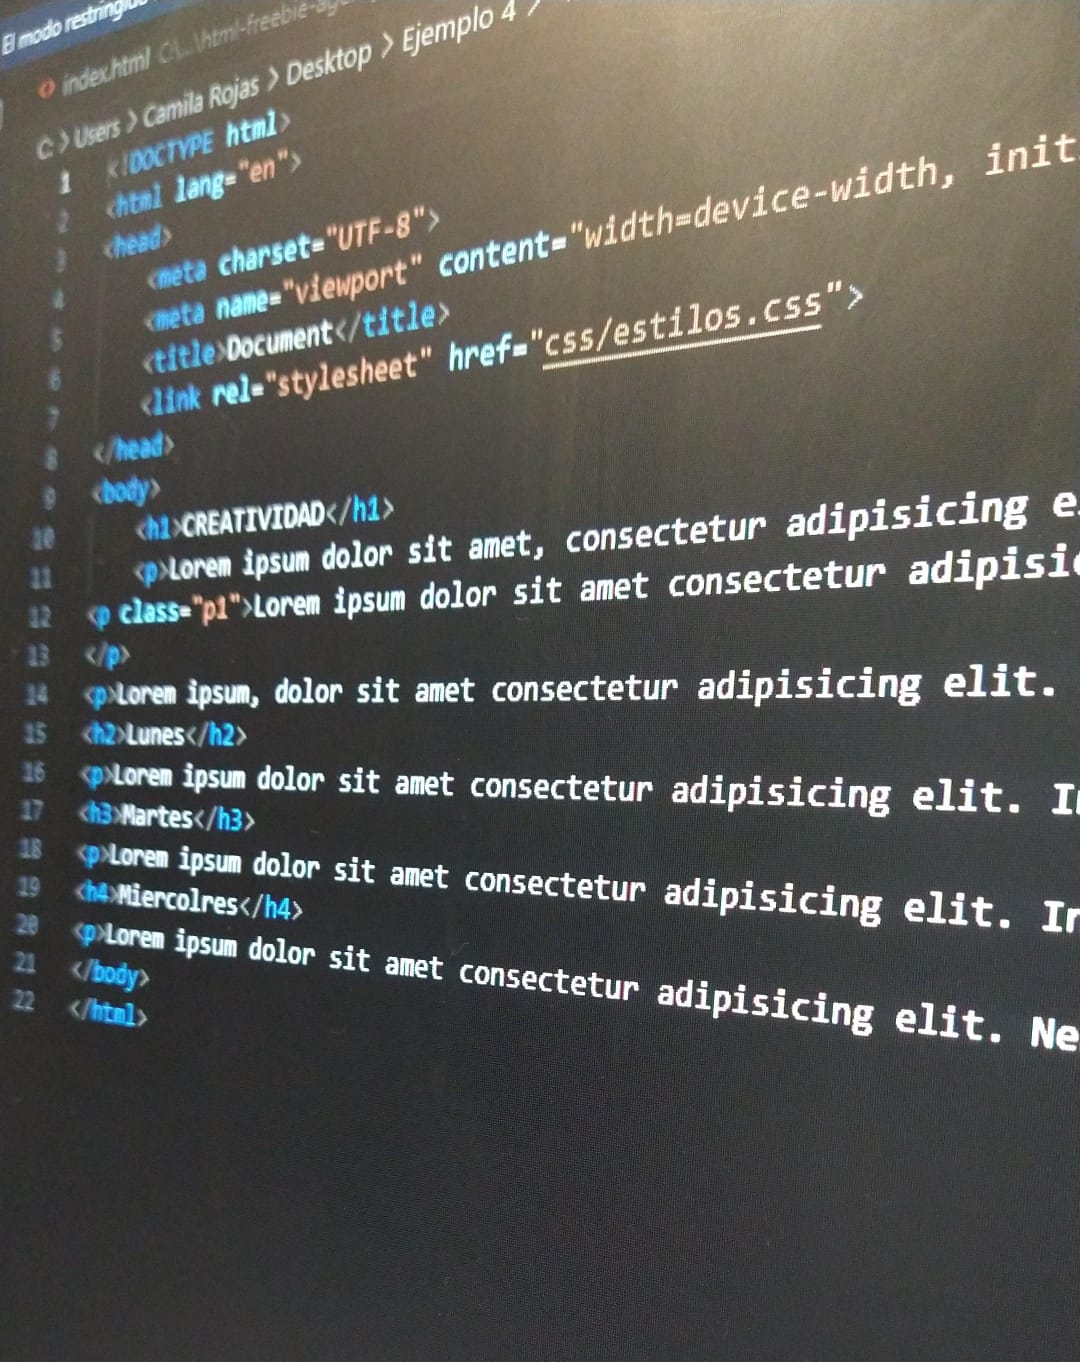 El modo restringido
index.html C:\...\html-freebie-ag
C: > Users > Camila Rojas > Desktop > Ejemplo 4 >
1 <!DOCTYPE html>
2 <html lang="en">
3 <head>
4 <meta charset="UTF-8">
5 <meta name="viewport" content="width=device-width, init
6 <title>Document</title>
7 <link rel="stylesheet" href="css/estilos.css">
8 </head>
9 <body>
10 <h1>CREATIVIDAD</h1>
11 <p>Lorem ipsum dolor sit amet, consectetur adipisicing e
12 <p class="p1">Lorem ipsum dolor sit amet consectetur adipisic
13 </p>
14 <p>Lorem ipsum, dolor sit amet consectetur adipisicing elit.
15 <h2>Lunes</h2>
16 <p>Lorem ipsum dolor sit amet consectetur adipisicing elit. I
17 <h3>Martes</h3>
18 <p>Lorem ipsum dolor sit amet consectetur adipisicing elit. In
19 <h4>Miercolres</h4>
20 <p>Lorem ipsum dolor sit amet consectetur adipisicing elit. Ne
21 </body>
22 </html>